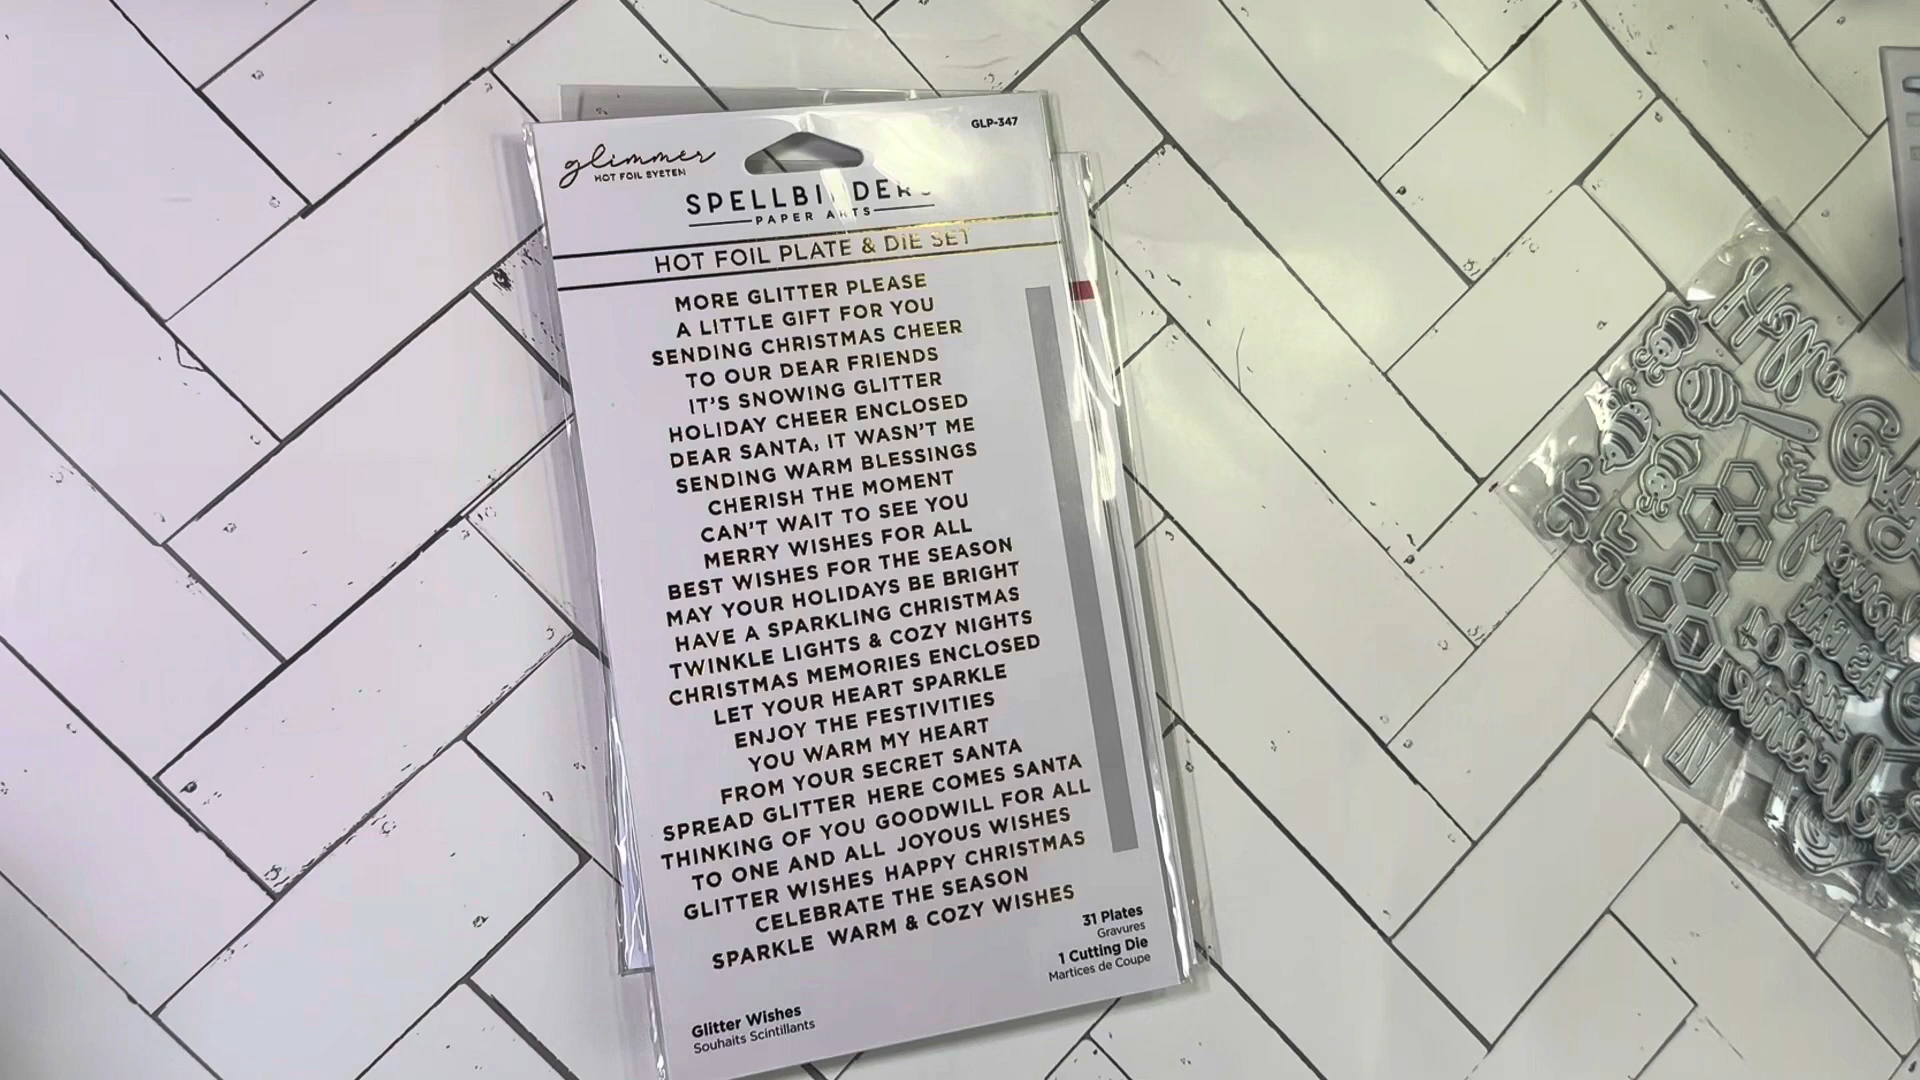 GLP-347
glimmer
HOT FOIL SYSTEM
SPELLBINDERS
PAPER ARTS
HOT FOIL PLATE & DIE SET
MORE GLITTER PLEASE
A LITTLE GIFT FOR YOU
SENDING CHRISTMAS CHEER
TO OUR DEAR FRIENDS
IT'S SNOWING GLITTER
HOLIDAY CHEER ENCLOSED
DEAR SANTA, IT WASN'T ME
SENDING WARM BLESSINGS
CHERISH THE MOMENT
CAN'T WAIT TO SEE YOU
MERRY WISHES FOR ALL
BEST WISHES FOR THE SEASON
MAY YOUR HOLIDAYS BE BRIGHT
HAVE A SPARKLING CHRISTMAS
TWINKLE LIGHTS & COZY NIGHTS
CHRISTMAS MEMORIES ENCLOSED
LET YOUR HEART SPARKLE
ENJOY THE FESTIVITIES
YOU WARM MY HEART
FROM YOUR SECRET SANTA
SPREAD GLITTER HERE COMES SANTA
THINKING OF YOU GOODWILL FOR ALL
TO ONE AND ALL JOYOUS WISHES
GLITTER WISHES HAPPY CHRISTMAS
CELEBRATE THE SEASON
SPARKLE WARM & COZY WISHES
31 Plates
Gravures
1 Cutting Die
Martices de Coupe
Glitter Wishes
Souhaits Scintillants